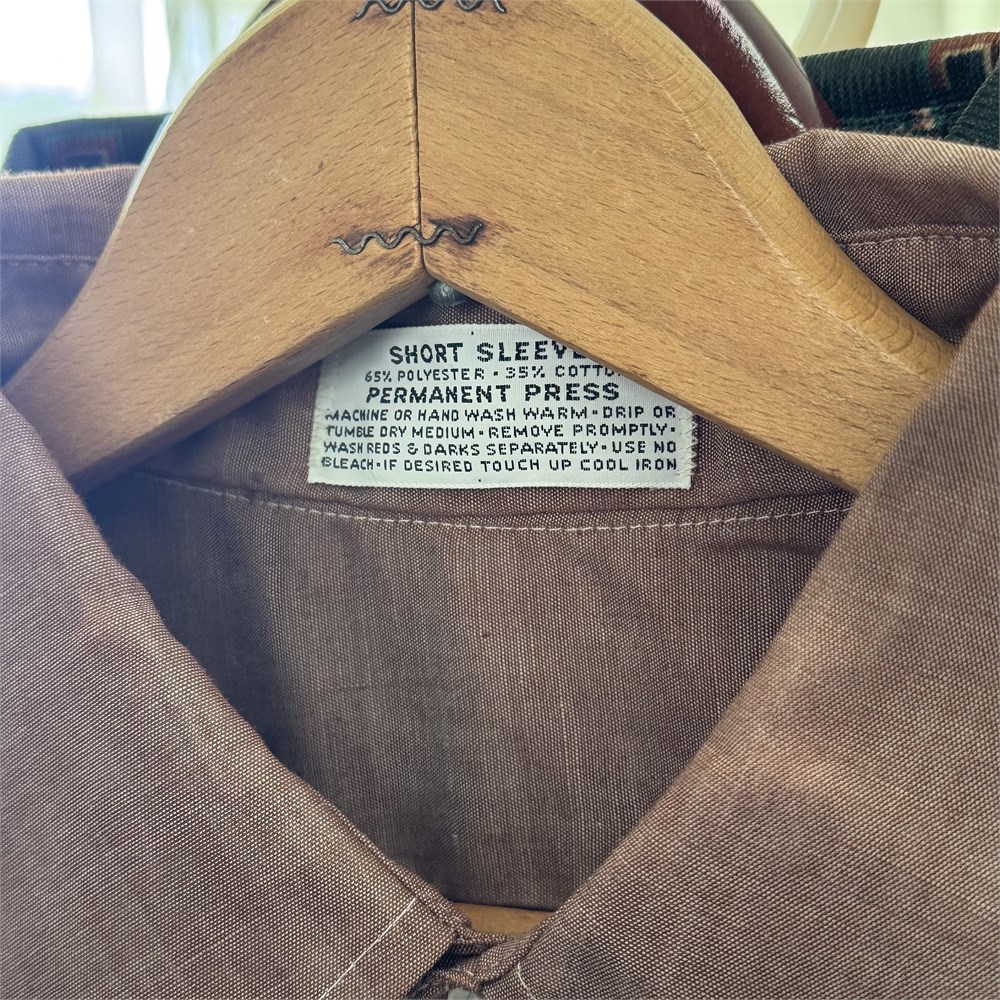 SHORT SLEEVE
65% POLYESTER • 35% COTTO
PERMANENT PRESS
MACHINE OR HAND WASH WARM • DRIP OR
TUMBLE DRY MEDIUM • REMOVE PROMPTLY •
WASH REDS & DARKS SEPARATELY • USE NO
BLEACH • IF DESIRED TOUCH UP COOL IRON